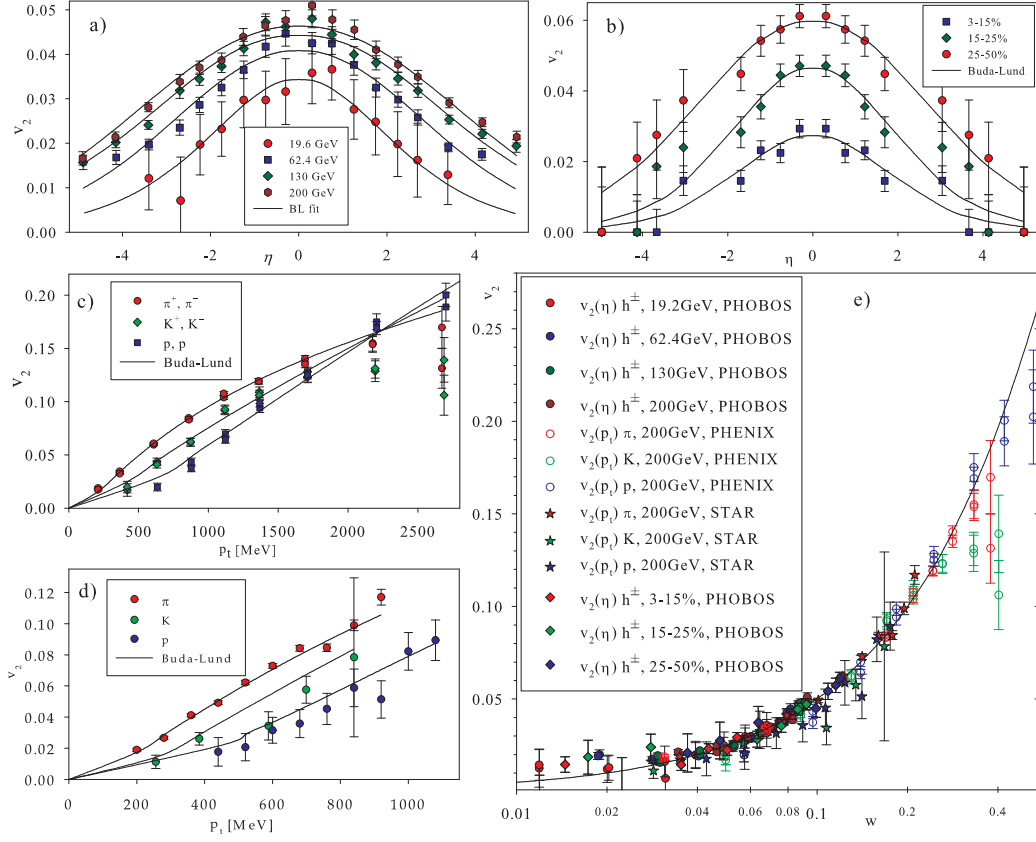 a)
v₂
0.05
0.04
0.03
0.02
0.01
0.00
19.6 GeV
62.4 GeV
130 GeV
200 GeV
BL fit
-4
-2
0
2
4
η
b)
v₂
0.06
0.04
0.02
0.00
3-15%
15-25%
25-50%
Buda-Lund
-4
-2
0
2
4
η
c)
v₂
0.20
0.15
0.10
0.05
0.00
π⁺, π⁻
K⁺, K⁻
p, p
Buda-Lund
0
500
1000
1500
2000
2500
pₜ [MeV]
d)
v₂
0.12
0.10
0.08
0.06
0.04
0.02
0.00
π
K
p
Buda-Lund
0
200
400
600
800
1000
pₜ [MeV]
e)
v₂
0.25
0.20
0.15
0.10
0.05
v₂(η) h±, 19.2GeV, PHOBOS
v₂(η) h±, 62.4GeV, PHOBOS
v₂(η) h±, 130GeV, PHOBOS
v₂(η) h±, 200GeV, PHOBOS
v₂(pₜ) π, 200GeV, PHENIX
v₂(pₜ) K, 200GeV, PHENIX
v₂(pₜ) p, 200GeV, PHENIX
v₂(pₜ) π, 200GeV, STAR
v₂(pₜ) K, 200GeV, STAR
v₂(pₜ) p, 200GeV, STAR
v₂(η) h±, 3-15%, PHOBOS
v₂(η) h±, 15-25%, PHOBOS
v₂(η) h±, 25-50%, PHOBOS
0.01
0.02
0.04
0.06
0.08
0.1
0.2
0.4
w